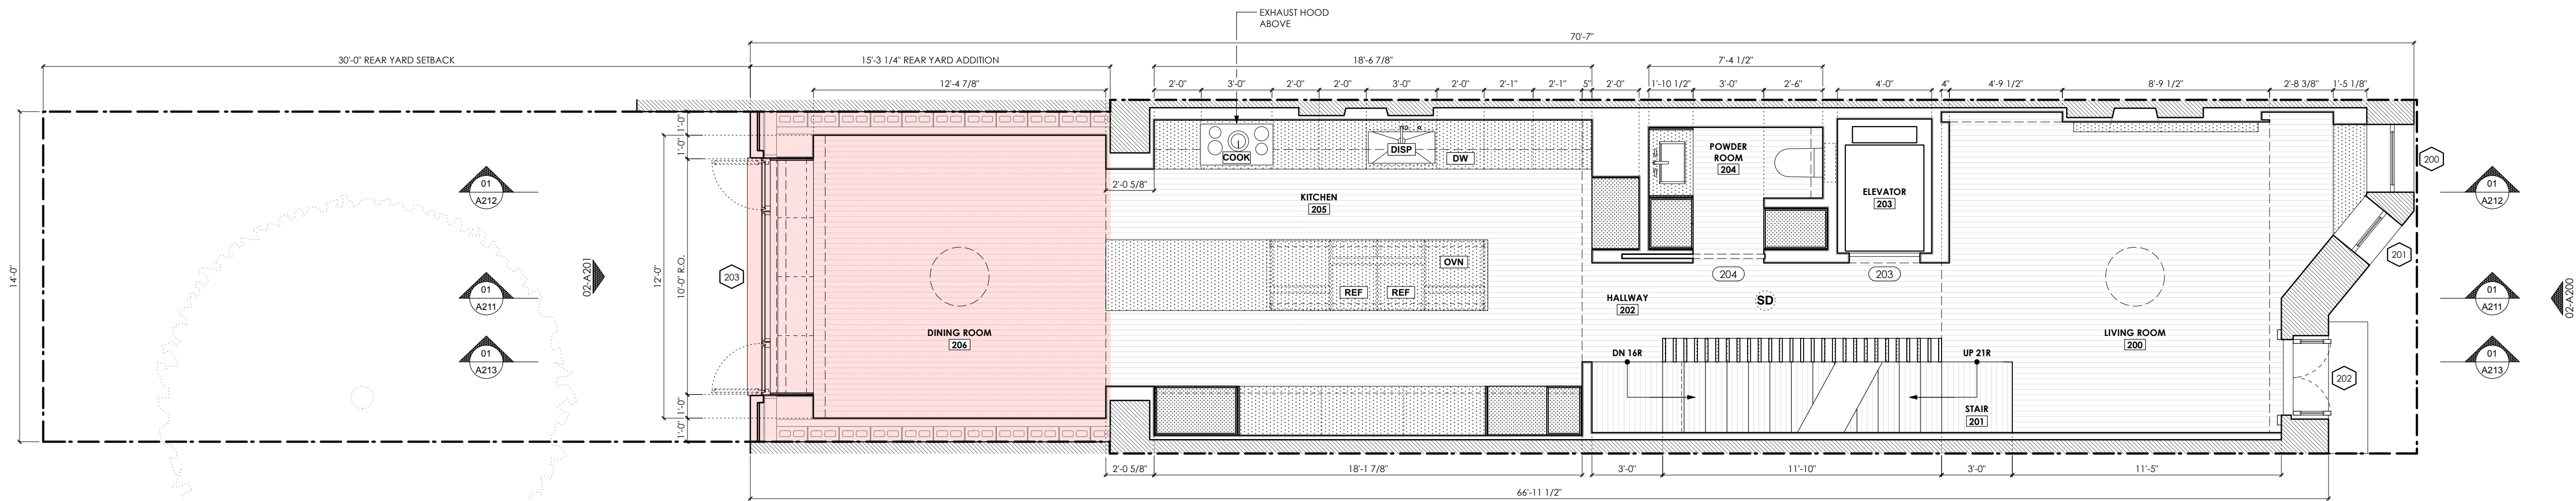 EXHAUST HOOD
ABOVE
70'-7"
30'-0" REAR YARD SETBACK
15'-3 1/4" REAR YARD ADDITION
18'-6 7/8"
7'-4 1/2"
12'-4 7/8"
2'-0"
3'-0"
2'-0"
2'-0"
3'-0"
2'-0"
2'-1"
2'-1"
5"
2'-0"
1'-10 1/2"
3'-0"
2'-6"
4'-0"
4"
4'-9 1/2"
8'-9 1/2"
2'-8 3/8"
1'-5 1/8"
14'-0"
1'-0"
1'-0"
12'-0"
10'-0" R.O.
1'-0"
1'-0"
01
A212
01
A211
01
A213
02-A201
203
COOK
DISP
DW
2'-0 5/8"
KITCHEN
205
OVN
REF
REF
DINING ROOM
206
POWDER
ROOM
204
ELEVATOR
203
204
203
HALLWAY
202
SD
DN 16R
UP 21R
STAIR
201
LIVING ROOM
200
200
201
202
01
A212
01
A211
01
A213
02-A200
2'-0 5/8"
18'-1 7/8"
3'-0"
11'-10"
3'-0"
11'-5"
66'-11 1/2"